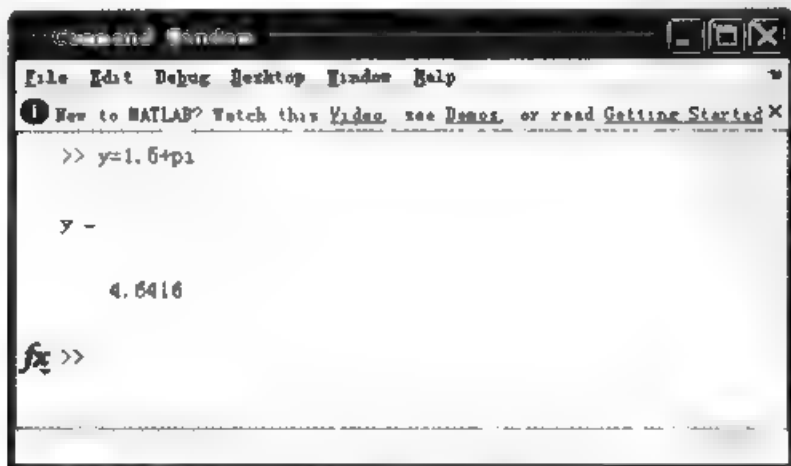 Command Window
File Edit Debug Desktop Window Help
New to MATLAB? Watch this Video, see Demos, or read Getting Started
>> y=1.5+pi
y =
4.6416
fx >>